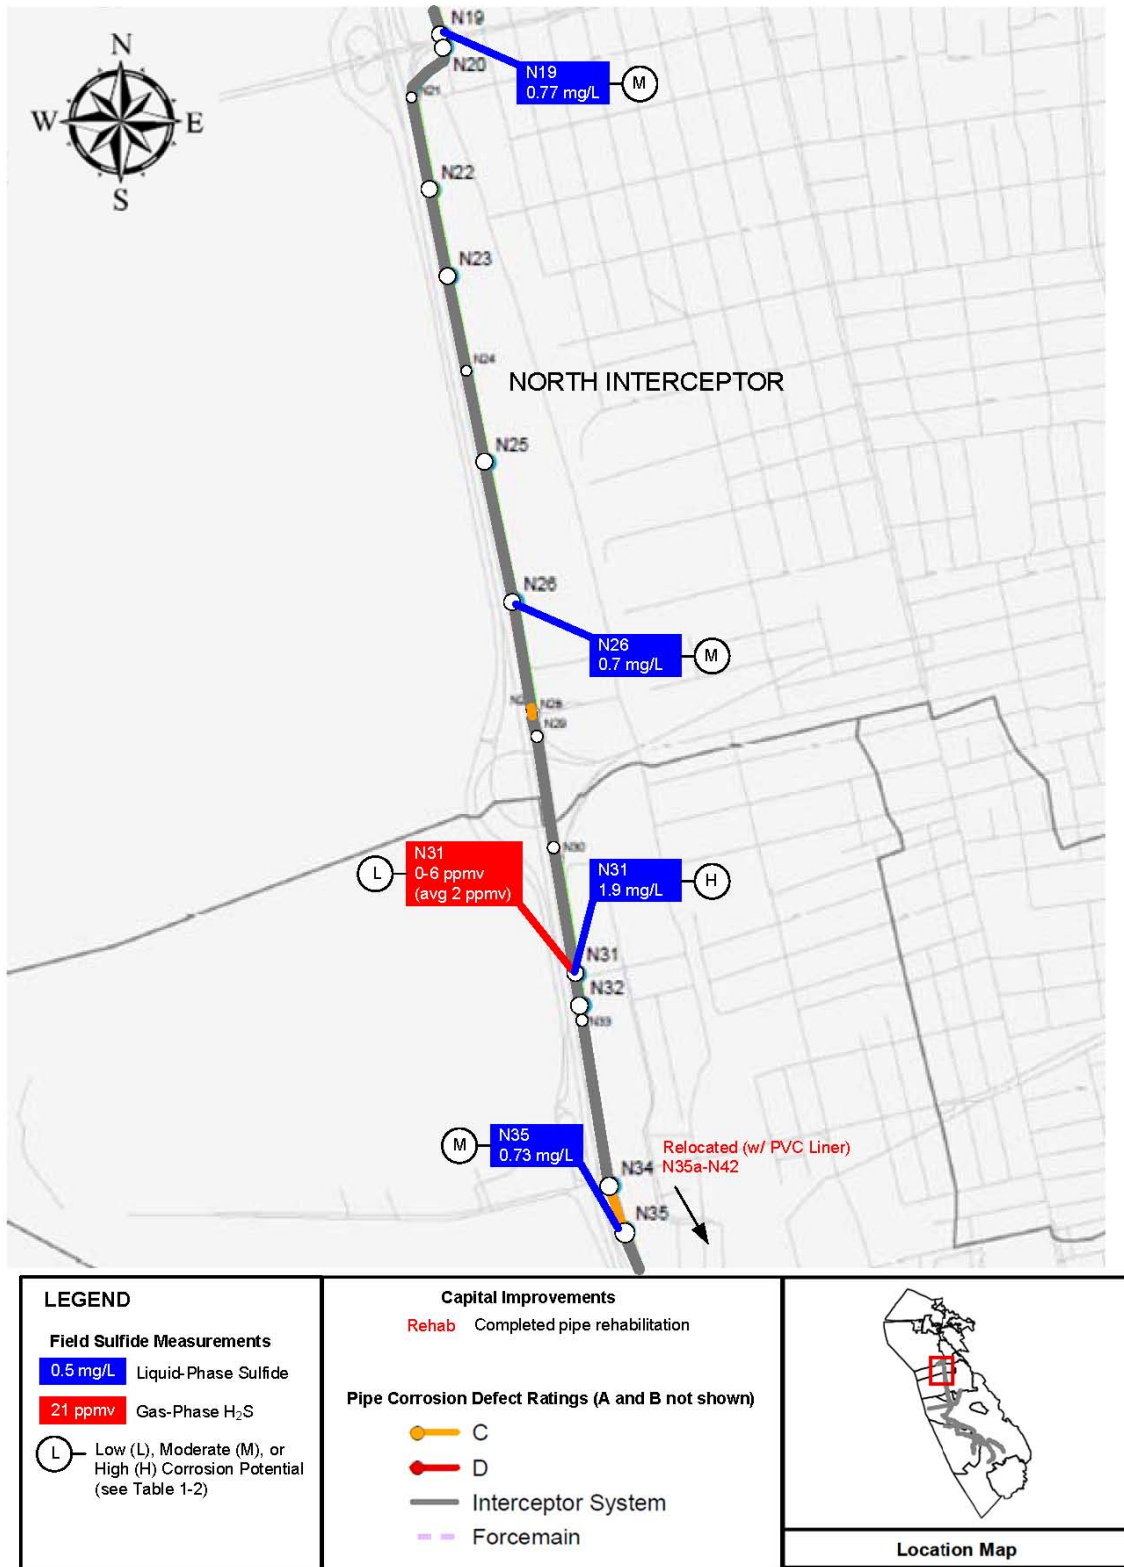 N19
N20
N
W
E
S
N19
0.77 mg/L
M
N21
N22
N23
N24
NORTH INTERCEPTOR
N25
N26
N26
0.7 mg/L
M
N28
N29
N30
N31
0-6 ppmv
(avg 2 ppmv)
L
N31
1.9 mg/L
H
N31
N32
N33
N35
0.73 mg/L
M
Relocated (w/ PVC Liner)
N35a-N42
N34
N35
LEGEND
Field Sulfide Measurements
0.5 mg/L Liquid-Phase Sulfide
21 ppmv Gas-Phase H₂S
L Low (L), Moderate (M), or
High (H) Corrosion Potential
(see Table 1-2)
Capital Improvements
Rehab Completed pipe rehabilitation
Pipe Corrosion Defect Ratings (A and B not shown)
C
D
Interceptor System
Forcemain
Location Map